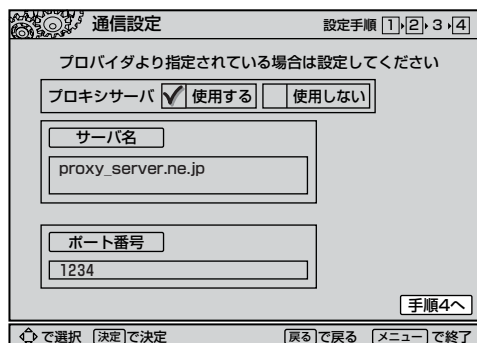 通信設定 設定手順 1 2 3 4
プロバイダより指定されている場合は設定してください
プロキシサーバ 使用する 使用しない
サーバ名
proxy_server.ne.jp
ポート番号
1234
手順4へ
で選択 決定で決定 戻るで戻る メニューで終了